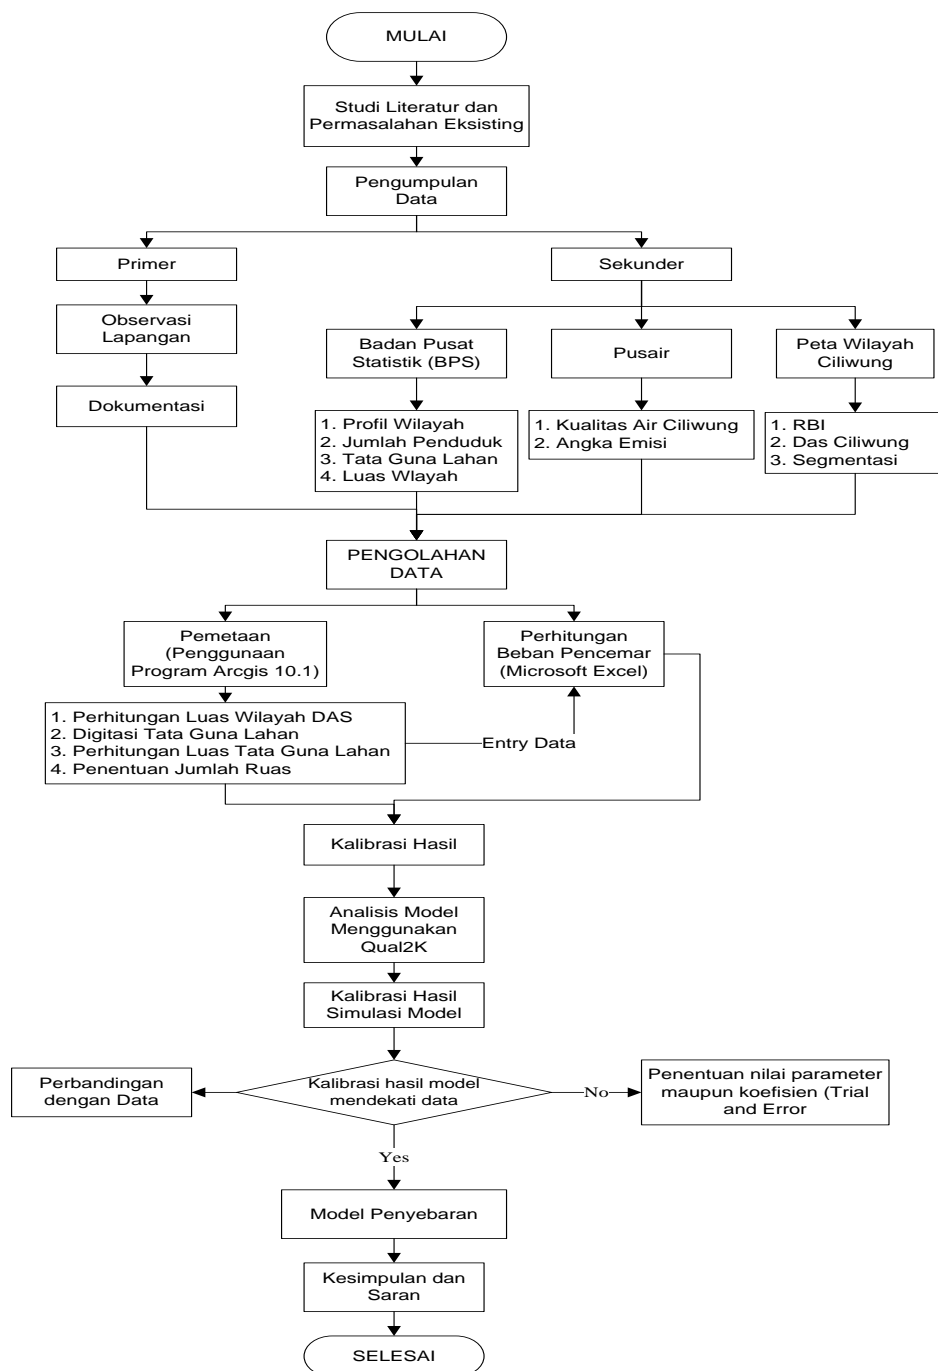 MULAI
Studi Literatur dan
Permasalahan Eksisting
Pengumpulan
Data
Primer
Sekunder
Observasi
Lapangan
Badan Pusat
Statistik (BPS)
Pusair
Peta Wilayah
Ciliwung
Dokumentasi
1. Profil Wilayah
2. Jumlah Penduduk
3. Tata Guna Lahan
4. Luas WIayah
1. Kualitas Air Ciliwung
2. Angka Emisi
1. RBI
2. Das Ciliwung
3. Segmentasi
PENGOLAHAN
DATA
Pemetaan
(Penggunaan
Program Arcgis 10.1)
Perhitungan
Beban Pencemar
(Microsoft Excel)
1. Perhitungan Luas Wilayah DAS
2. Digitasi Tata Guna Lahan
3. Perhitungan Luas Tata Guna Lahan
4. Penentuan Jumlah Ruas
Entry Data
Kalibrasi Hasil
Analisis Model
Menggunakan
Qual2K
Kalibrasi Hasil
Simulasi Model
Perbandingan
dengan Data
Kalibrasi hasil model
mendekati data
No
Penentuan nilai parameter
maupun koefisien (Trial
and Error
Yes
Model Penyebaran
Kesimpulan dan
Saran
SELESAI